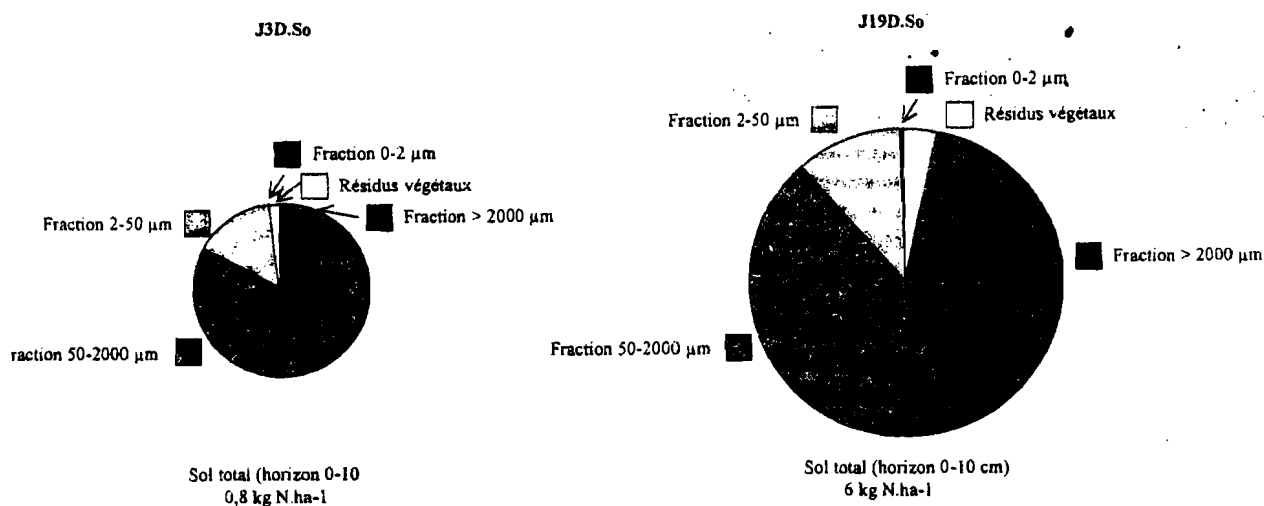 J3D.So
Fraction 0-2 µm
Résidus végétaux
Fraction > 2000 µm
Fraction 2-50 µm
raction 50-2000 µm
Sol total (horizon 0-10
0,8 kg N.ha-1
J19D.So
Fraction 0-2 µm
Résidus végétaux
Fraction 2-50 µm
Fraction > 2000 µm
Fraction 50-2000 µm
Sol total (horizon 0-10 cm)
6 kg N.ha-1